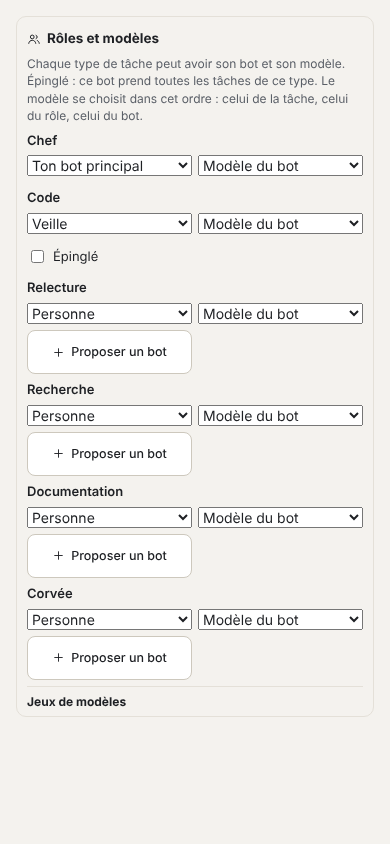 Rôles et modèles
Chaque type de tâche peut avoir son bot et son modèle.
Épinglé : ce bot prend toutes les tâches de ce type. Le
modèle se choisit dans cet ordre : celui de la tâche, celui
du rôle, celui du bot.
Chef
Ton bot principal Modèle du bot
Code
Veille Modèle du bot
Épinglé
Relecture
Personne Modèle du bot
+ Proposer un bot
Recherche
Personne Modèle du bot
+ Proposer un bot
Documentation
Personne Modèle du bot
+ Proposer un bot
Corvée
Personne Modèle du bot
+ Proposer un bot
Jeux de modèles